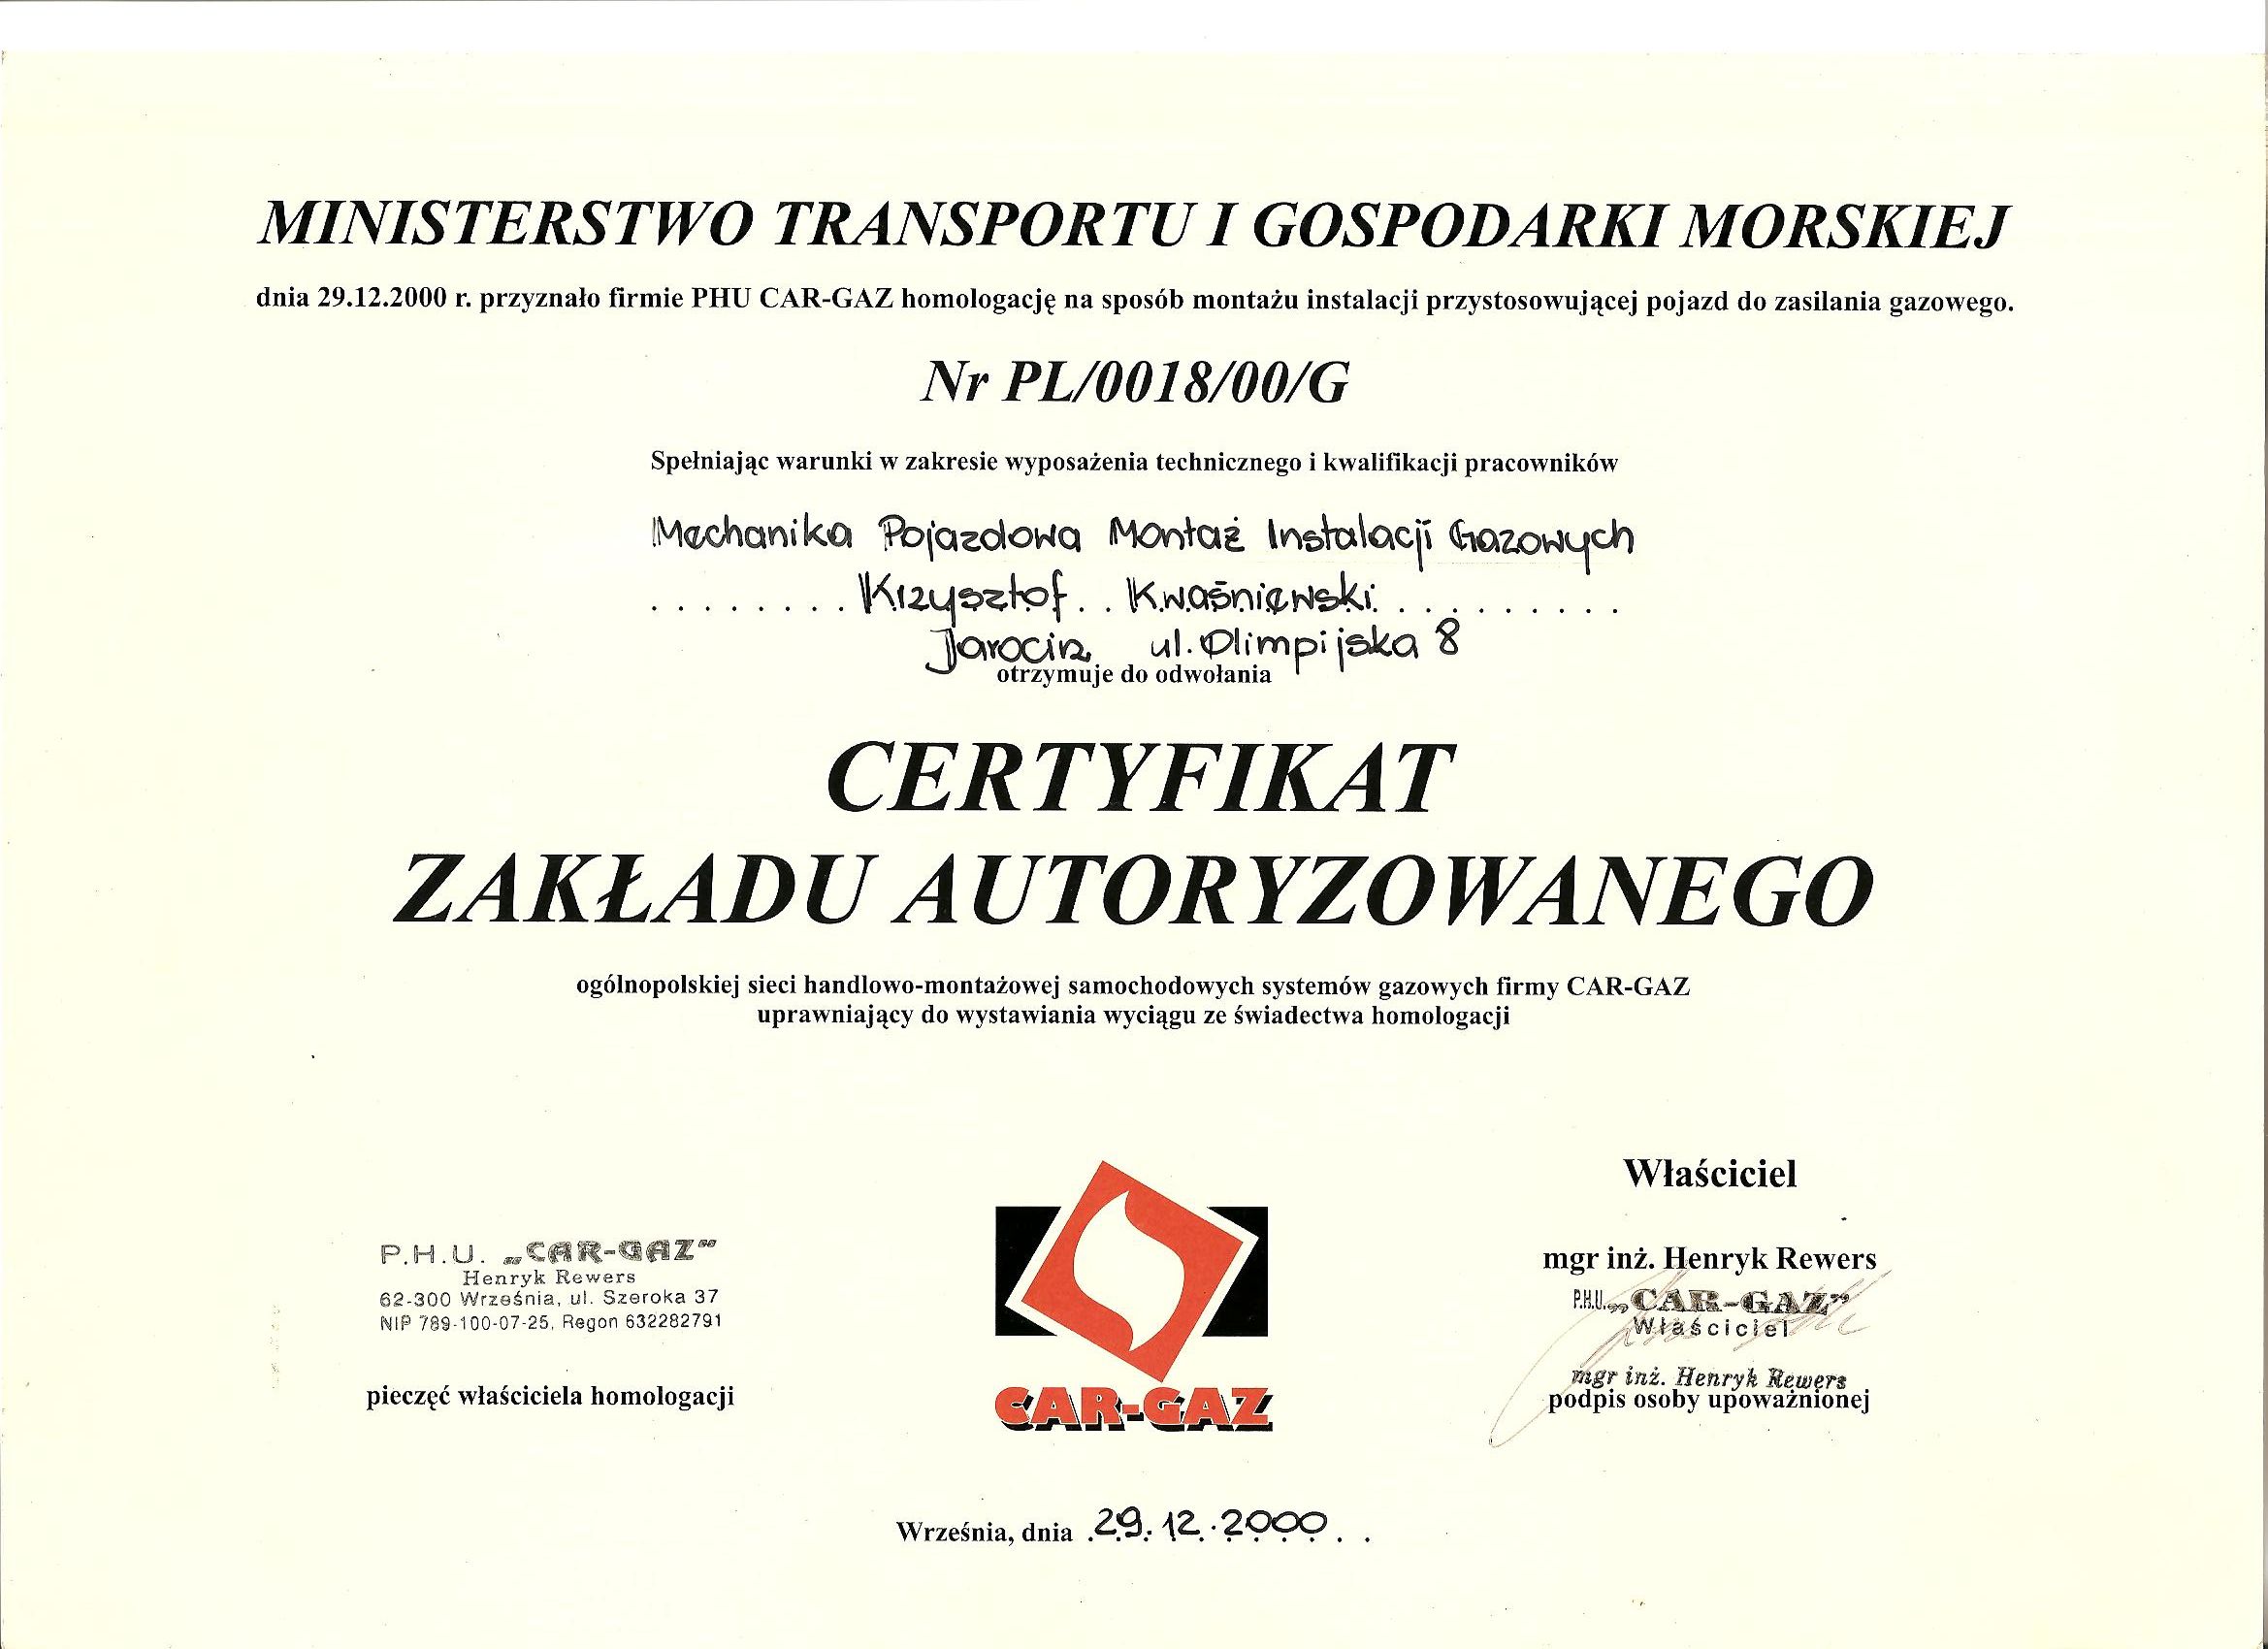 MINISTERSTWO TRANSPORTU I GOSPODARKI MORSKIEJ
dnia 29.12.2000 r. przyznało firmie PHU CAR-GAZ homologację na sposób montażu instalacji przystosowującej pojazd do zasilania gazowego.
Nr PL/0018/00/G
Spełniając warunki w zakresie wyposażenia technicznego i kwalifikacji pracowników
Mechanika Pojazdowa Montaż Instalacji Gazowych
Krzysztof Kwaśniewski
Jarocin ul. Olimpijska 8
otrzymuje do odwołania
CERTYFIKAT
ZAKŁADU AUTORYZOWANEGO
ogólnopolskiej sieci handlowo-montażowej samochodowych systemów gazowych firmy CAR-GAZ
uprawniający do wystawiania wyciągu ze świadectwa homologacji
P.H.U. „CAR-GAZ”
Henryk Rewers
62-300 Września, ul. Szeroka 37
NIP 789-100-07-25, Regon 632282791
pieczęć właściciela homologacji
CAR-GAZ
Właściciel
mgr inż. Henryk Rewers
P.H.U. „CAR-GAZ”
Właściciel
mgr inż. Henryk Rewers
podpis osoby upoważnionej
Września, dnia 29.12.2000